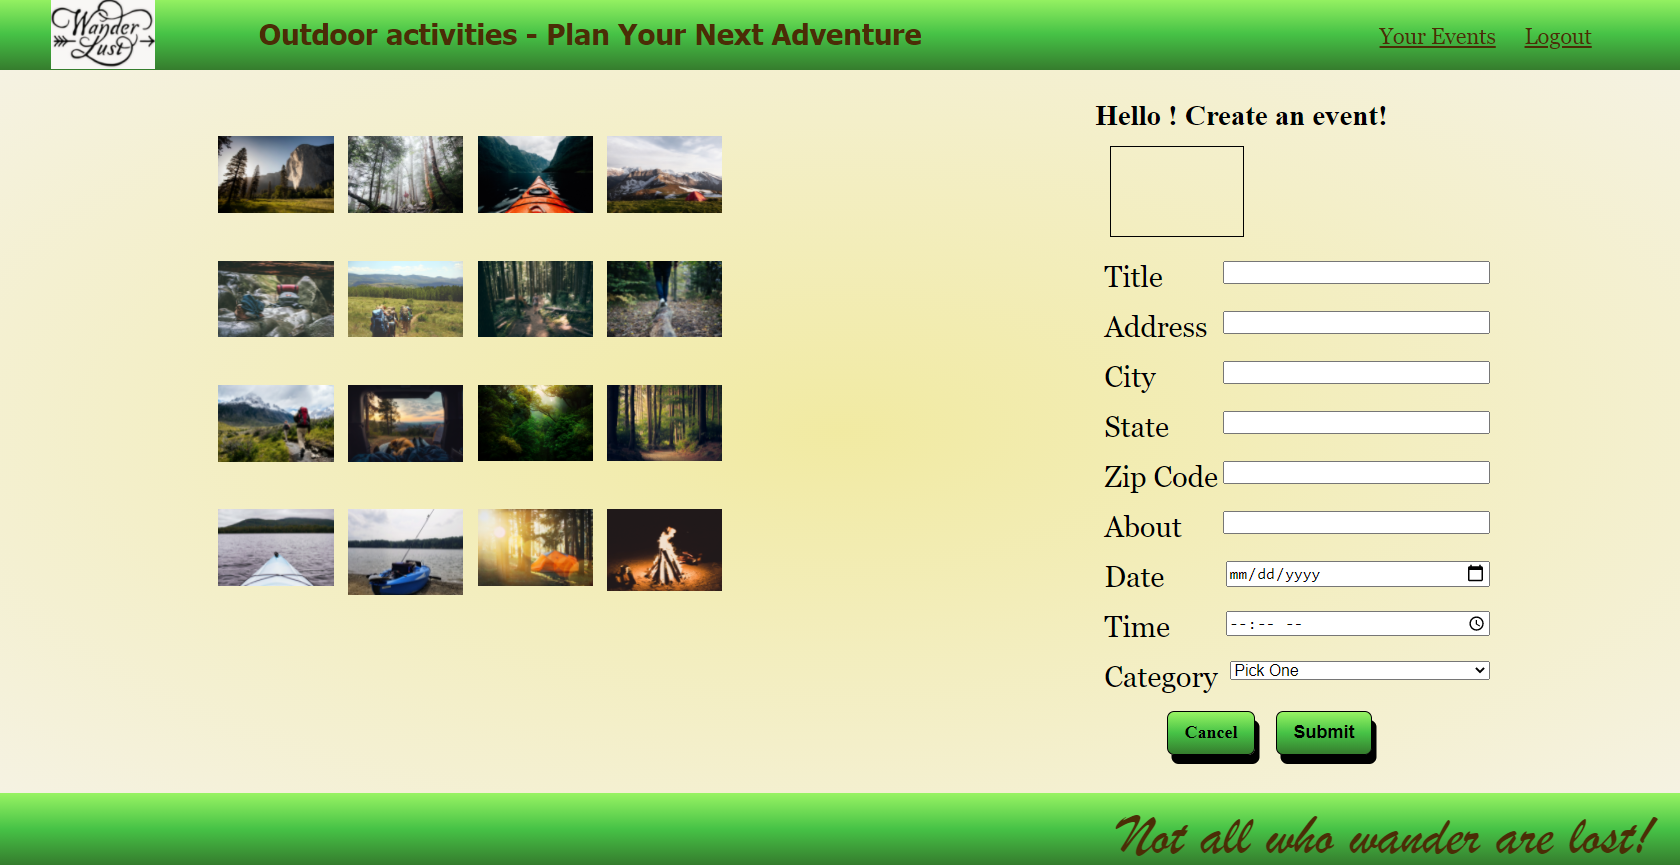 Wander
Lust
Outdoor activities - Plan Your Next Adventure
Your Events
Logout
Hello ! Create an event!
Title
Address
City
State
Zip Code
About
Date
mm/dd/yyyy
Time
--:-- --
Category
Pick One
Cancel
Submit
Not all who wander are lost!